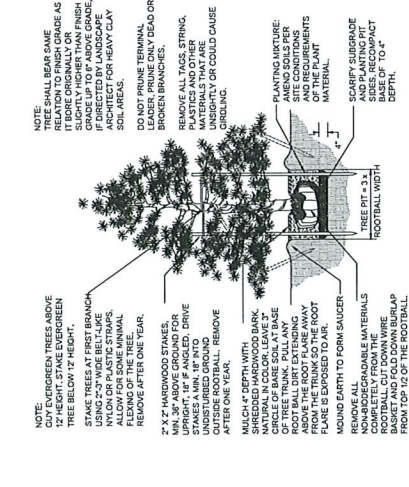 NOTE:
GUY EVERGREEN TREES ABOVE
12' HEIGHT. STAKE EVERGREEN
TREE BELOW 12' HEIGHT.
STAKE TREES AT FIRST BRANCH
USING 2"-3" WIDE BELT-LIKE
NYLON OR PLASTIC STRAPS.
ALLOW FOR SOME MINIMAL
FLEXING OF THE TREE.
REMOVE AFTER ONE YEAR.
2" X 2" HARDWOOD STAKES,
MIN. 36" ABOVE GROUND FOR
UPRIGHT, 18" IF ANGLED. DRIVE
STAKES A MIN. 18" INTO
UNDISTURBED GROUND
OUTSIDE ROOTBALL. REMOVE
AFTER ONE YEAR.
MULCH 4" DEPTH WITH
SHREDDED HARDWOOD BARK.
NATURAL IN COLOR. LEAVE 3"
CIRCLE OF BARE SOIL AT BASE
OF TREE TRUNK. PULL ANY
ROOT BALL DIRT EXTENDING
ABOVE THE ROOT FLARE AWAY
FROM THE TRUNK SO THE ROOT
FLARE IS EXPOSED TO AIR.
MOUND EARTH TO FORM SAUCER
REMOVE ALL
NON-BIODEGRADABLE MATERIALS
COMPLETELY FROM THE
ROOTBALL. CUT DOWN WIRE
BASKET AND FOLD DOWN BURLAP
FROM TOP 1/2 OF THE ROOTBALL.
NOTE:
TREE SHALL BEAR SAME
RELATION TO FINISH GRADE AS
IT BORE ORIGINALLY OR
SLIGHTLY HIGHER THAN FINISH
GRADE UP TO 6" ABOVE GRADE,
IF DIRECTED BY LANDSCAPE
ARCHITECT FOR HEAVY CLAY
SOIL AREAS.
DO NOT PRUNE TERMINAL
LEADER, PRUNE ONLY DEAD OR
BROKEN BRANCHES.
REMOVE ALL TAGS, STRING,
PLASTICS AND OTHER
MATERIALS THAT ARE
UNSIGHTLY OR COULD CAUSE
GIRDLING.
PLANTING MIXTURE:
AMEND SOILS PER
SITE CONDITIONS
AND REQUIREMENTS
OF THE PLANT
MATERIAL.
4"
SCARIFY SUBGRADE
AND PLANTING PIT
SIDES. RECOMPACT
BASE OF TO 4"
DEPTH.
TREE PIT = 3 x
ROOTBALL WIDTH